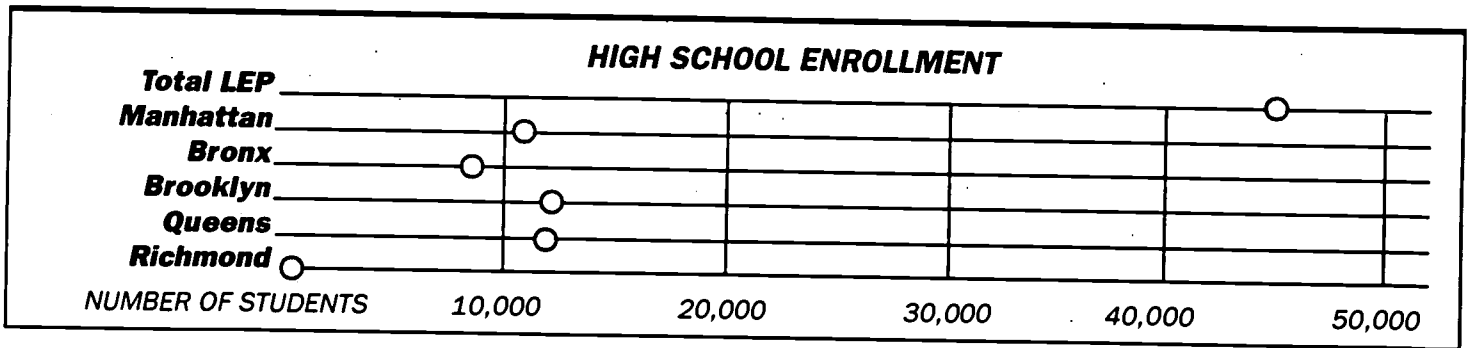 HIGH SCHOOL ENROLLMENT
Total LEP
Manhattan
Bronx
Brooklyn
Queens
Richmond
NUMBER OF STUDENTS 10,000 20,000 30,000 40,000 50,000